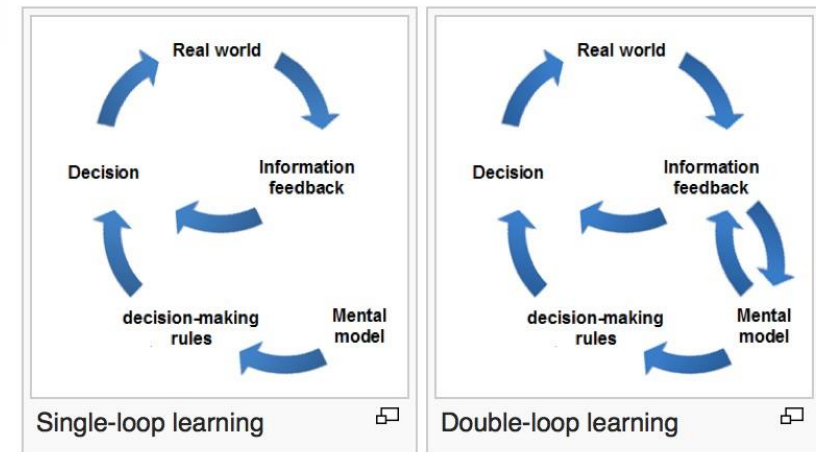 Real world
Decision
Information
feedback
decision-making
rules
Mental
model
Single-loop learning
Real world
Decision
Information
feedback
decision-making
rules
Mental
model
Double-loop learning